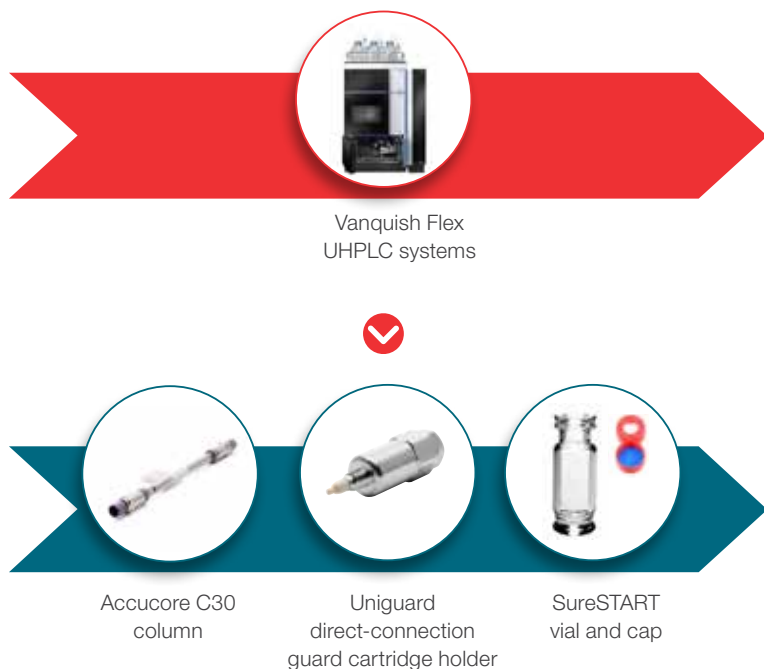 Vanquish Flex
UHPLC systems
Accucore C30
column
Uniguard
direct-connection
guard cartridge holder
SureSTART
vial and cap